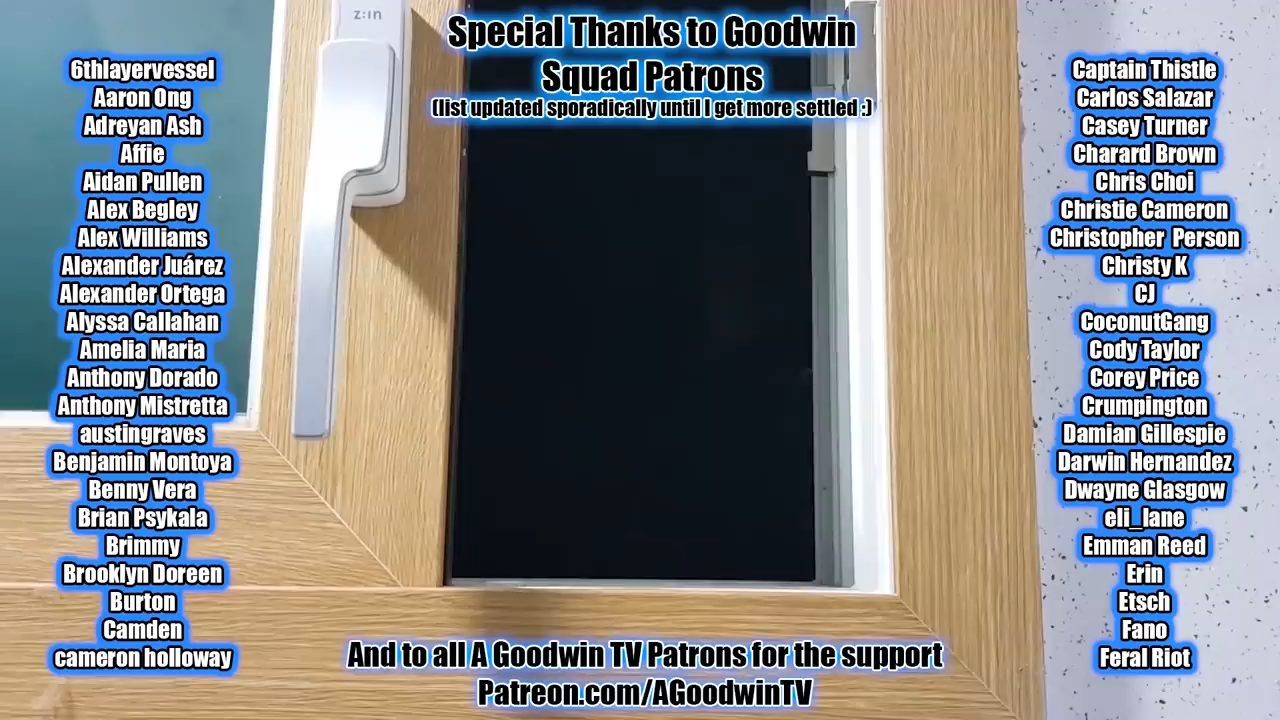 z:in
Special Thanks to Goodwin
Squad Patrons
(list updated sporadically until I get more settled :)
6thlayervessel
Aaron Ong
Adreyan Ash
Affie
Aidan Pullen
Alex Begley
Alex Williams
Alexander Juárez
Alexander Ortega
Alyssa Callahan
Amelia Maria
Anthony Dorado
Anthony Mistretta
austingraves
Benjamin Montoya
Benny Vera
Brian Psykala
Brimmy
Brooklyn Doreen
Burton
Camden
cameron holloway
Captain Thistle
Carlos Salazar
Casey Turner
Charard Brown
Chris Choi
Christie Cameron
Christopher Person
Christy K
CJ
CoconutGang
Cody Taylor
Corey Price
Crumpington
Damian Gillespie
Darwin Hernandez
Dwayne Glasgow
eli_lane
Emman Reed
Erin
Etsch
Fano
Feral Riot
And to all A Goodwin TV Patrons for the support
Patreon.com/AGoodwinTV